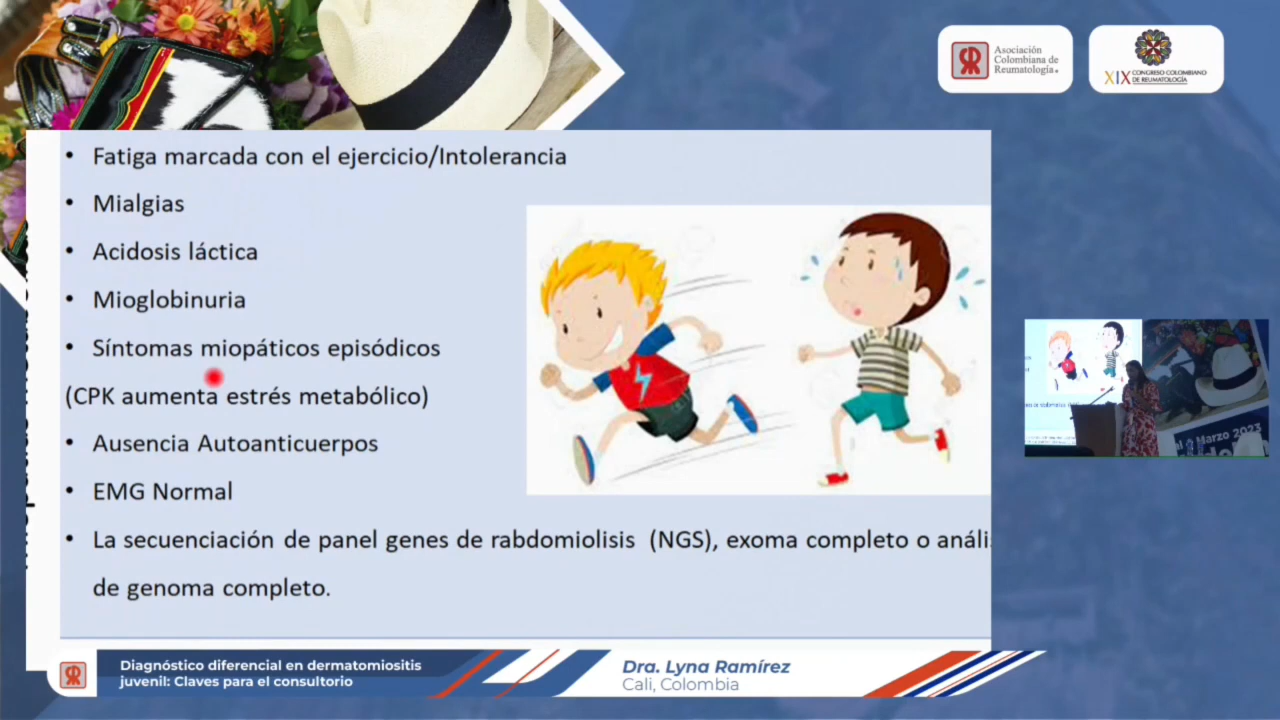 Asociación
Colombiana de
Reumatología.
XIX CONGRESO COLOMBIANO
DE REUMATOLOGÍA
• Fatiga marcada con el ejercicio/Intolerancia
• Mialgias
• Acidosis láctica
• Mioglobinuria
• Síntomas miopáticos episódicos
(CPK aumenta estrés metabólico)
• Ausencia Autoanticuerpos
• EMG Normal
• La secuenciación de panel genes de rabdomiolisis (NGS), exoma completo o análi
de genoma completo.
Marzo 2023
Diagnóstico diferencial en dermatomiositis
juvenil: Claves para el consultorio
Dra. Lyna Ramírez
Cali, Colombia